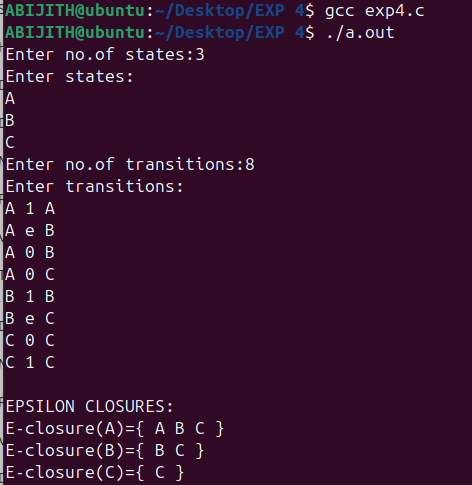 ABIJITH@ubuntu:~/Desktop/EXP 4$ gcc exp4.c
ABIJITH@ubuntu:~/Desktop/EXP 4$ ./a.out
Enter no.of states:3
Enter states:
A
B
C
Enter no.of transitions:8
Enter transitions:
A 1 A
A e B
A 0 B
A 0 C
B 1 B
B e C
C 0 C
C 1 C
EPSILON CLOSURES:
E-closure(A)={ A B C }
E-closure(B)={ B C }
E-closure(C)={ C }